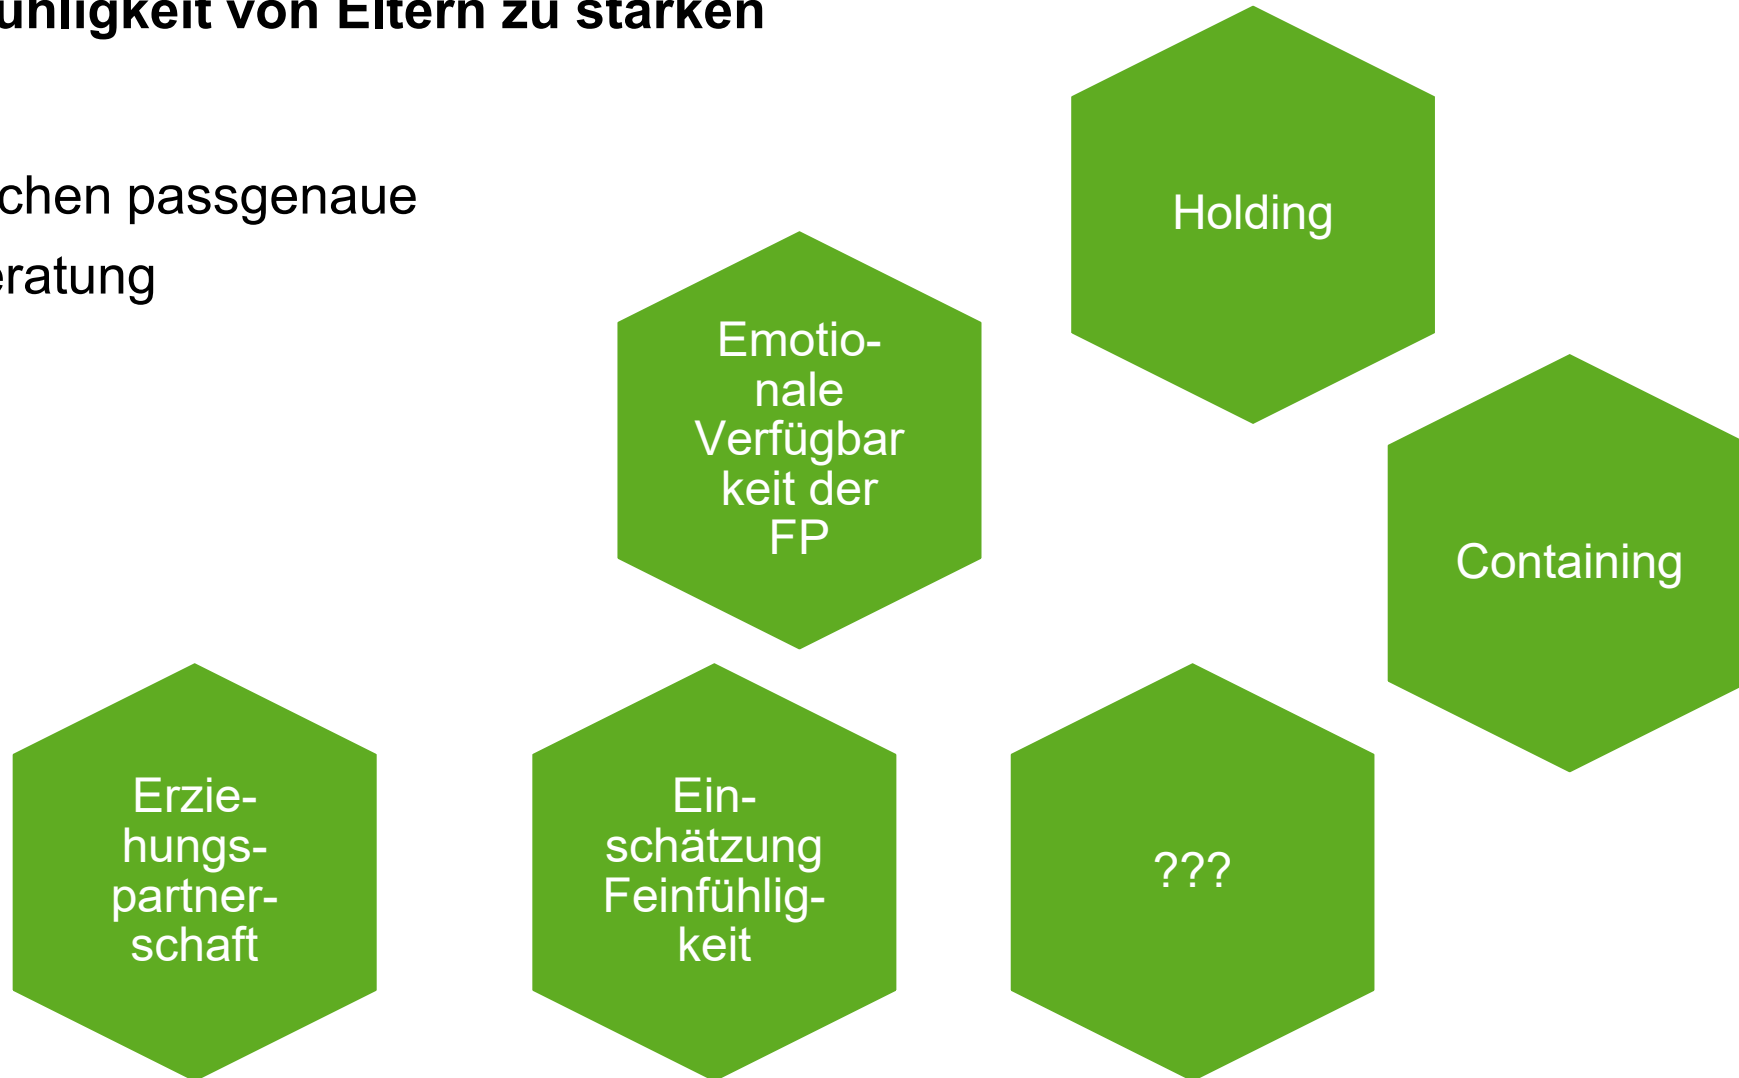 ühligkeit von Eltern zu stärken
chen passgenaue
eratung
Holding
Emotio-
nale
Verfügbar
keit der
FP
Containing
Erzie-
hungs-
partner-
schaft
Ein-
schätzung
Feinfühlig-
keit
???